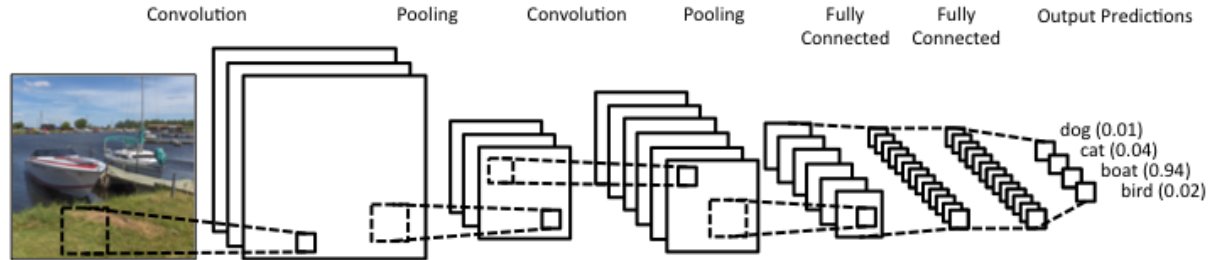 Convolution
Pooling
Convolution
Pooling
Fully
Connected
Fully
Connected
Output Predictions
dog (0.01)
cat (0.04)
boat (0.94)
bird (0.02)